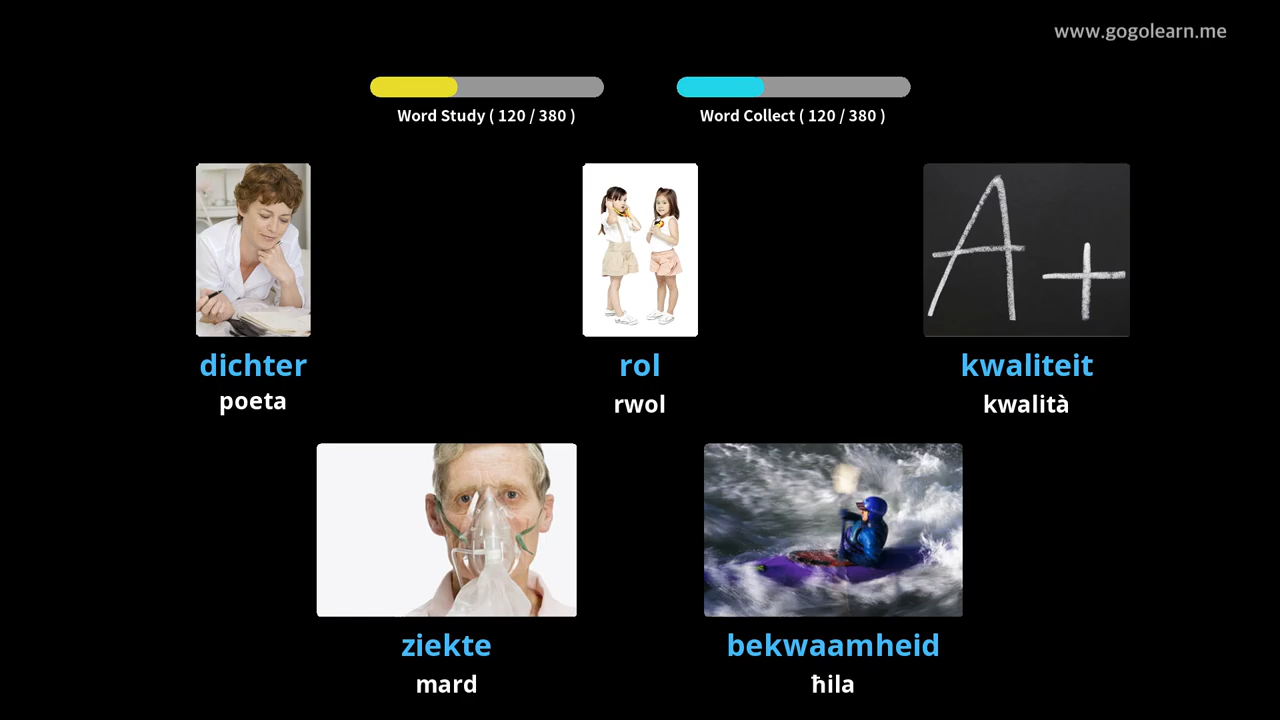 www.gogolearn.me
Word Study ( 120 / 380 )
Word Collect ( 120 / 380 )
A+
dichter
poeta
rol
rwol
kwaliteit
kwalità
ziekte
mard
bekwaamheid
ħila